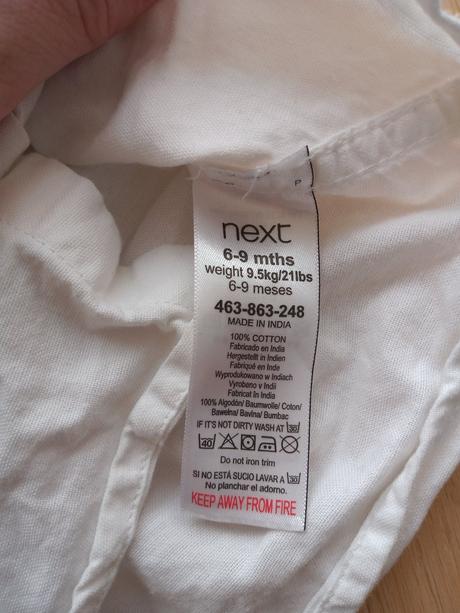 P
next
6-9 mths
weight 9.5kg/21lbs
6-9 meses
463-863-248
MADE IN INDIA
100% COTTON
Fabricado en India
Hergestellt in Indien
Fabriqué en Inde
Wyprodukowano w Indiach
Vyrobeno v Indii
Fabricat în India
100% Algodón/ Baumwolle/ Coton/
Bawełna/ Bavlna/ Bumbac
IF IT'S NOT DIRTY WASH AT 30
40
Do not iron trim
SI NO ESTÁ SUCIO LAVAR A 30
No planchar el adorno.
KEEP AWAY FROM FIRE